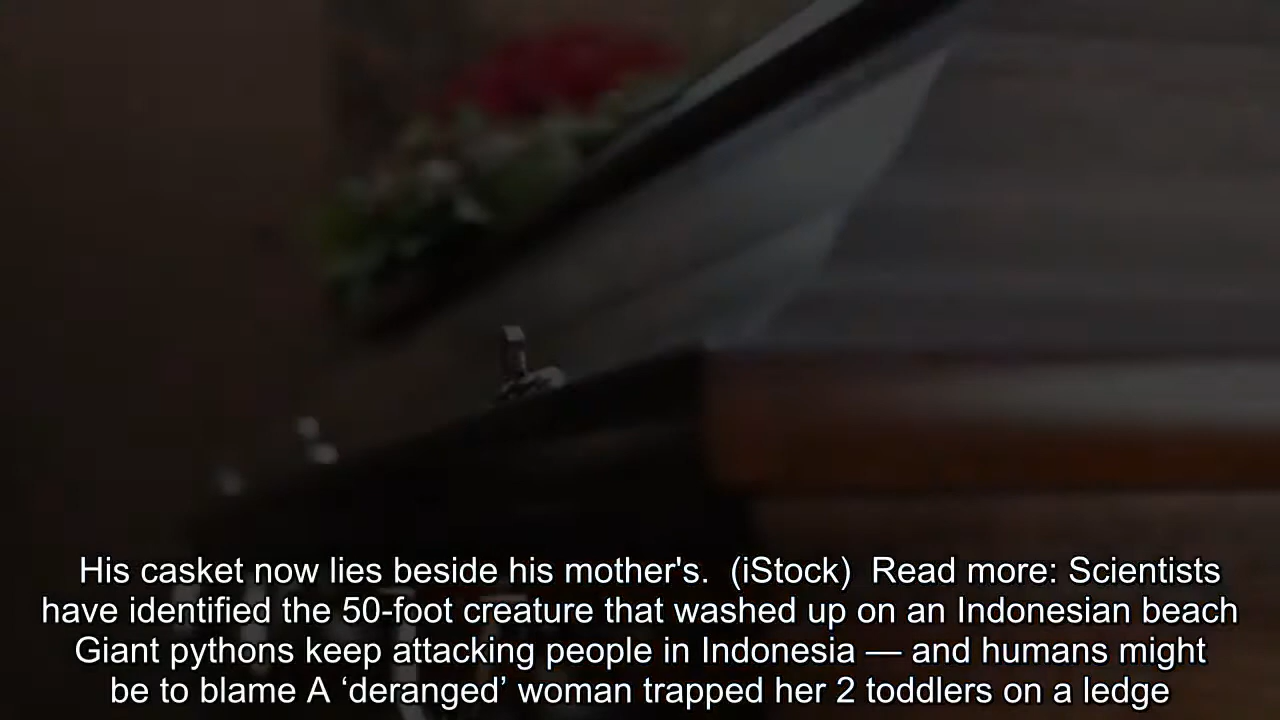 His casket now lies beside his mother's.  (iStock)  Read more: Scientists
have identified the 50-foot creature that washed up on an Indonesian beach
Giant pythons keep attacking people in Indonesia — and humans might
be to blame A ‘deranged’ woman trapped her 2 toddlers on a ledge